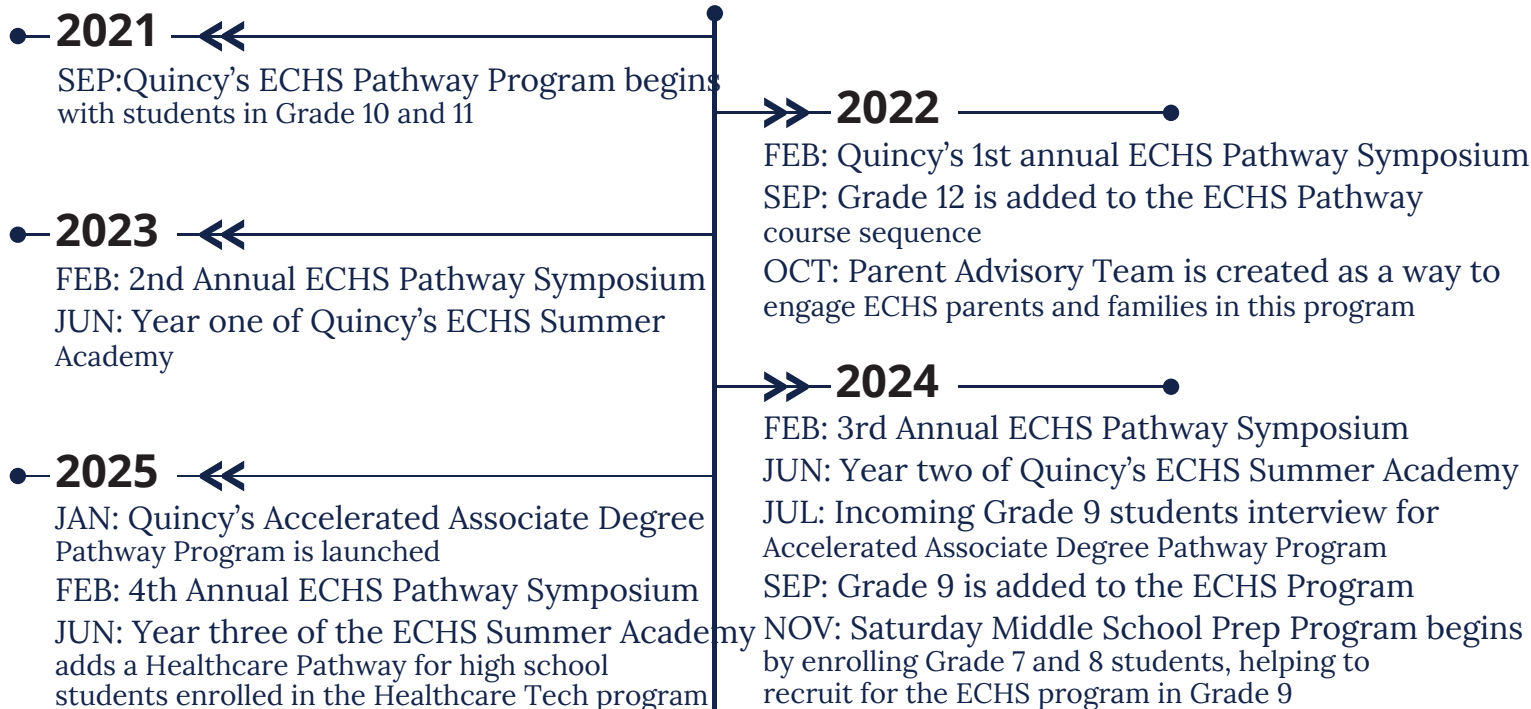 2021
SEP:Quincy's ECHS Pathway Program begins
with students in Grade 10 and 11
2022
FEB: Quincy's 1st annual ECHS Pathway Symposium
SEP: Grade 12 is added to the ECHS Pathway
course sequence
OCT: Parent Advisory Team is created as a way to
engage ECHS parents and families in this program
2023
FEB: 2nd Annual ECHS Pathway Symposium
JUN: Year one of Quincy's ECHS Summer
Academy
2024
FEB: 3rd Annual ECHS Pathway Symposium
JUN: Year two of Quincy's ECHS Summer Academy
JUL: Incoming Grade 9 students interview for
Accelerated Associate Degree Pathway Program
SEP: Grade 9 is added to the ECHS Program
NOV: Saturday Middle School Prep Program begins
by enrolling Grade 7 and 8 students, helping to
recruit for the ECHS program in Grade 9
2025
JAN: Quincy's Accelerated Associate Degree
Pathway Program is launched
FEB: 4th Annual ECHS Pathway Symposium
JUN: Year three of the ECHS Summer Academy
adds a Healthcare Pathway for high school
students enrolled in the Healthcare Tech program